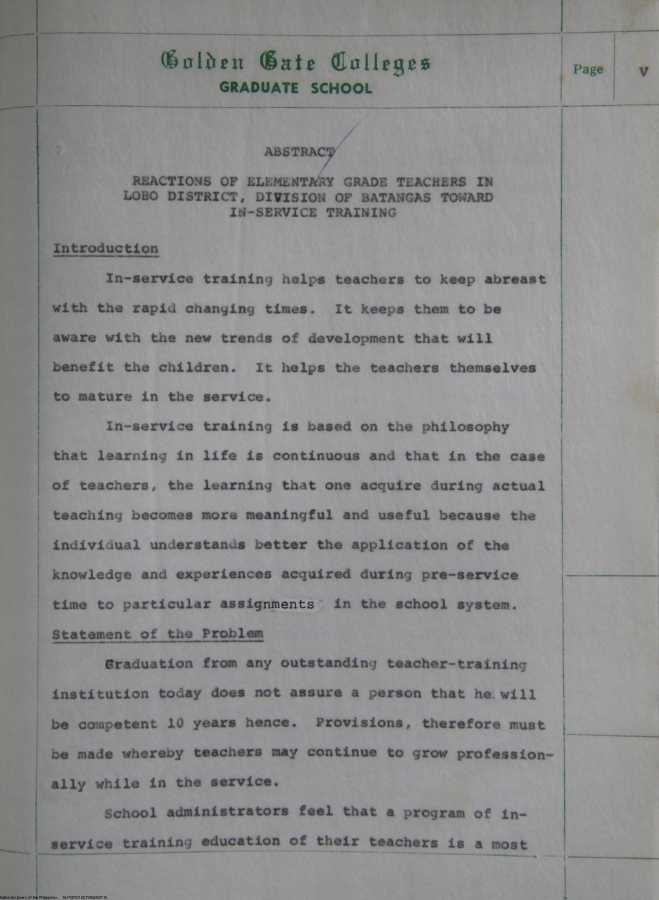 Golden Gate Colleges
GRADUATE SCHOOL
Page V
ABSTRACT
REACTIONS OF ELEMENTARY GRADE TEACHERS IN
LOBO DISTRICT, DIVISION OF BATANGAS TOWARD
IN-SERVICE TRAINING
Introduction
In-service training helps teachers to keep abreast
with the rapid changing times. It keeps them to be
aware with the new trends of development that will
benefit the children. It helps the teachers themselves
to mature in the service.
In-service training is based on the philosophy
that learning in life is continuous and that in the case
of teachers, the learning that one acquire during actual
teaching becomes more meaningful and useful because the
individual understands better the application of the
knowledge and experiences acquired during pre-service
time to particular assignments in the school system.
Statement of the Problem
Graduation from any outstanding teacher-training
institution today does not assure a person that he will
be competent 10 years hence. Provisions, therefore must
be made whereby teachers may continue to grow profession-
ally while in the service.
School administrators feel that a program of in-
service training education of their teachers is a most